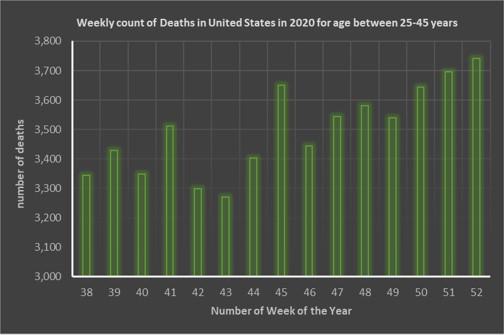 Weekly count of Deaths in United States in 2020 for age between 25-45 years
3,800
3,700
3,600
3,500
3,400
3,300
3,200
3,100
3,000
number of deaths
38 39 40 41 42 43 44 45 46 47 48 49 50 51 52
Number of Week of the Year